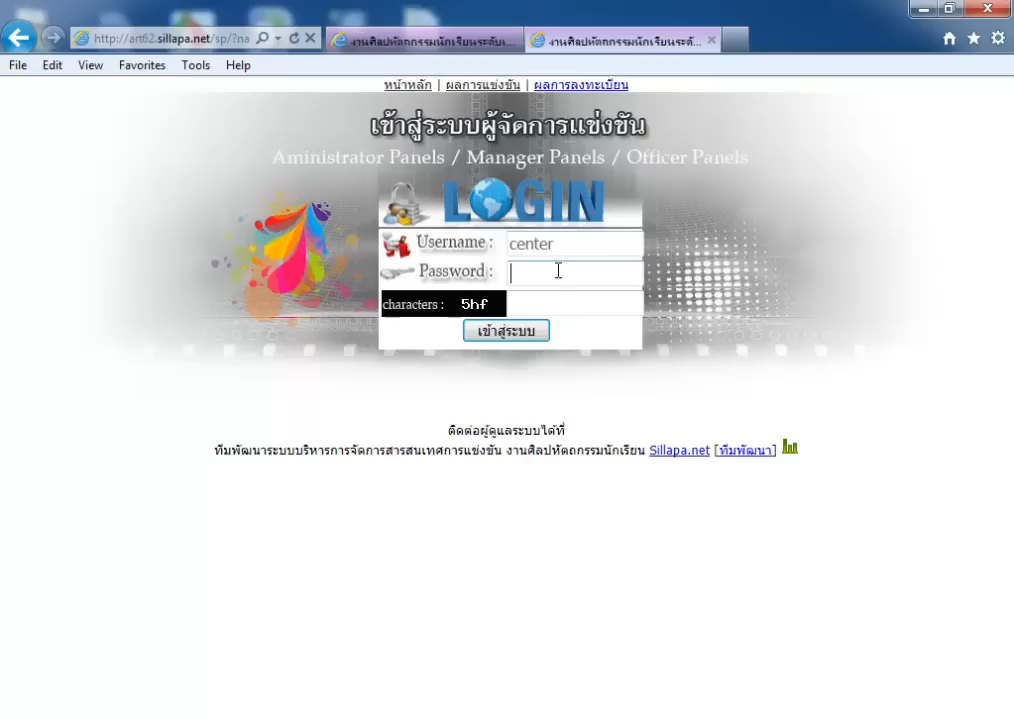 http://art62.sillapa.net/sp/?na
งานศิลปหัตถกรรมนักเรียนระดับเ...
งานศิลปหัตถกรรมนักเรียนระดั...
File Edit View Favorites Tools Help
หน้าหลัก | ผลการแข่งขัน | ผลการลงทะเบียน
เข้าสู่ระบบผู้จัดการแข่งขัน
Aministrator Panels / Manager Panels / Officer Panels
LOGIN
Username : center
Password :
characters : 5hf
เข้าสู่ระบบ
ติดต่อผู้ดูแลระบบได้ที่
ทีมพัฒนาระบบบริหารการจัดการสารสนเทศการแข่งขัน งานศิลปหัตถกรรมนักเรียน Sillapa.net [ทีมพัฒนา]